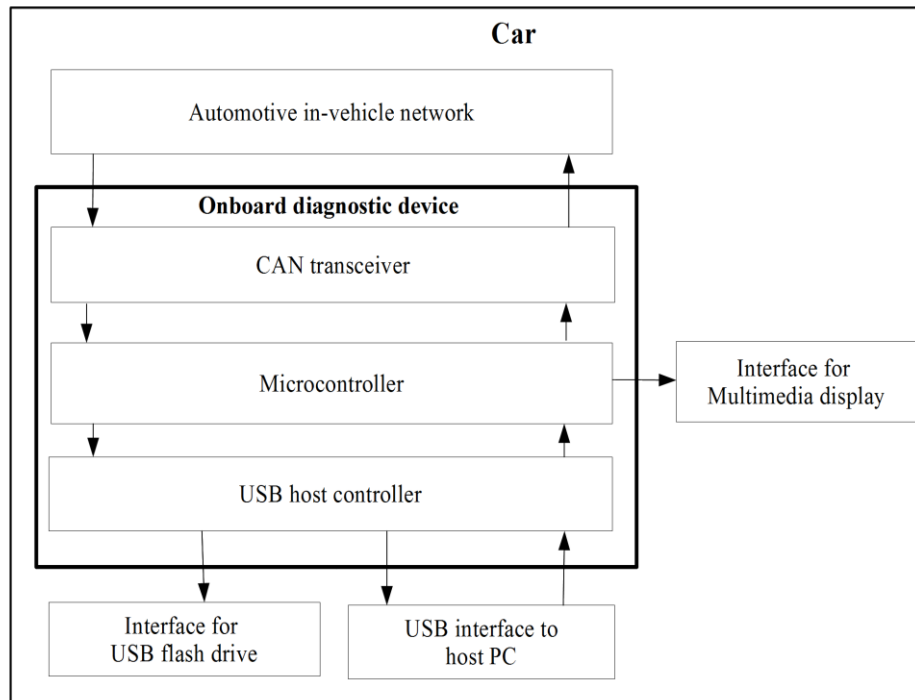 Car
Automotive in-vehicle network
Onboard diagnostic device
CAN transceiver
Microcontroller
Interface for
Multimedia display
USB host controller
Interface for
USB flash drive
USB interface to
host PC